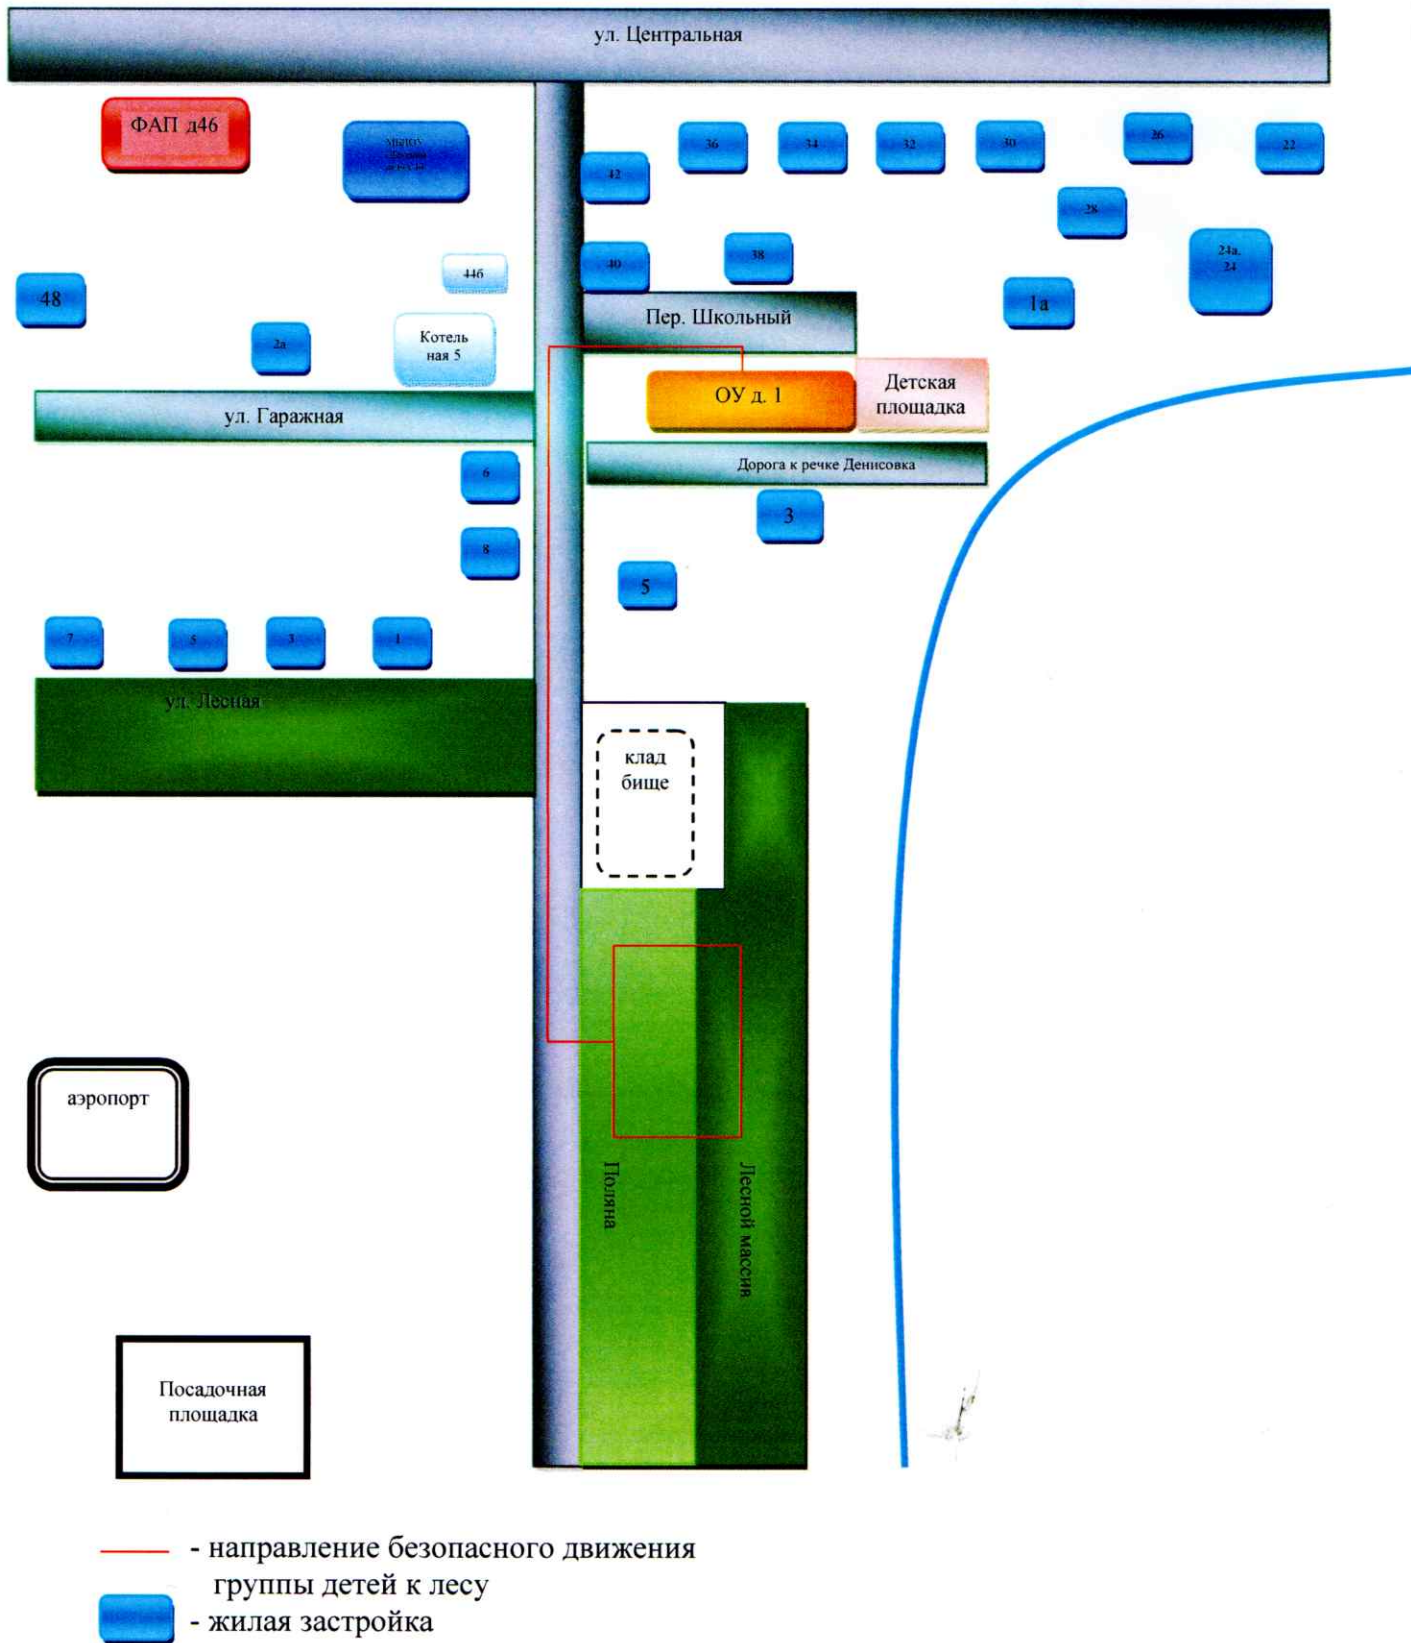 ул. Центральная
ФАП д46
36
34
32
30
26
22
42
28
40
38
24а,
24
44б
48
1а
Пер. Школьный
2а
Котель
ная 5
ОУ д. 1
Детская
площадка
ул. Гаражная
Дорога к речке Денисовка
6
3
8
5
7
5
3
1
ул. Лесная
клад
бище
аэропорт
Поляна
Лесной массив
Посадочная
площадка
- направление безопасного движения
группы детей к лесу
- жилая застройка